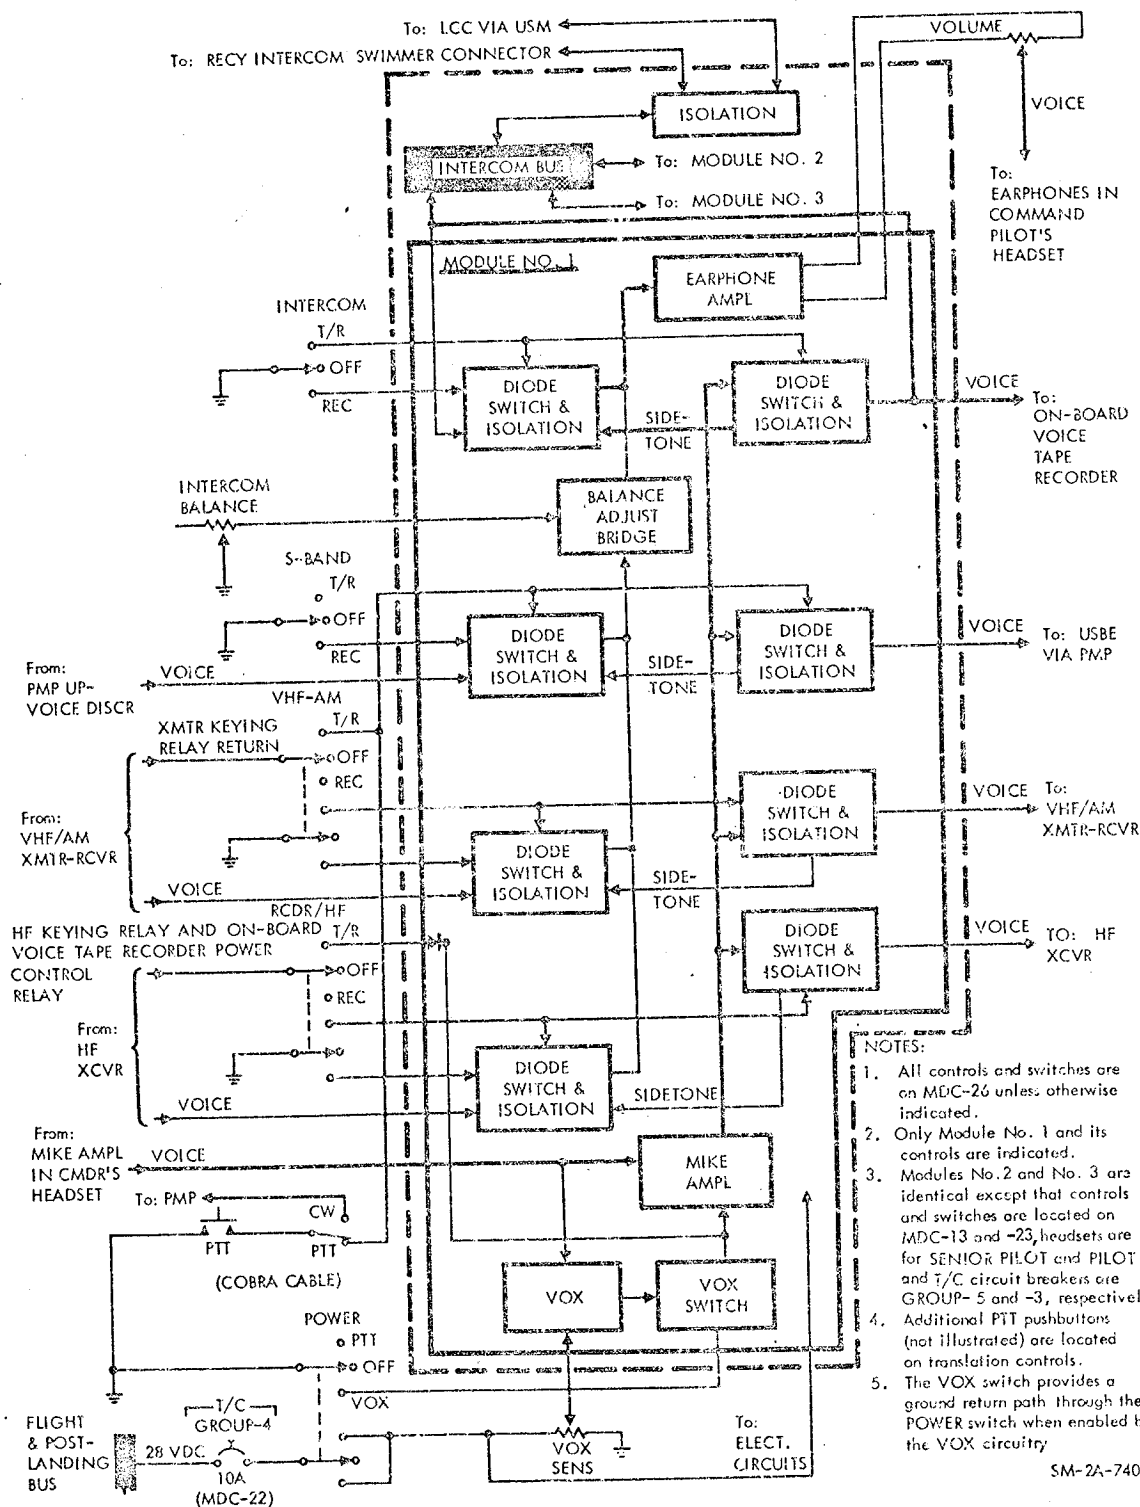 To: LCC VIA USM
To: RECY INTERCOM SWIMMER CONNECTOR
VOLUME
ISOLATION
VOICE
INTERCOM BUS
To: MODULE NO. 2
To: MODULE NO. 3
To:
EARPHONES IN
COMMAND
PILOT'S
HEADSET
MODULE NO. 1
EARPHONE
AMPL
INTERCOM
T/R
OFF
REC
DIODE
SWITCH &
ISOLATION
SIDE-
TONE
DIODE
SWITCH &
ISOLATION
VOICE
To:
ON-BOARD
VOICE
TAPE
RECORDER
INTERCOM
BALANCE
BALANCE
ADJUST
BRIDGE
S-BAND
T/R
OFF
REC
DIODE
SWITCH &
ISOLATION
SIDE-
TONE
DIODE
SWITCH &
ISOLATION
VOICE
To: USBE
VIA PMP
From:
PMP UP-
VOICE DISCR
VOICE
VHF-AM
T/R
XMTR KEYING
RELAY RETURN
OFF
REC
From:
VHF/AM
XMTR-RCVR
VOICE
DIODE
SWITCH &
ISOLATION
SIDE-
TONE
DIODE
SWITCH &
ISOLATION
VOICE
To:
VHF/AM
XMTR-RCVR
RCDR/HF
T/R
HF KEYING RELAY AND ON-BOARD
VOICE TAPE RECORDER POWER
CONTROL
RELAY
OFF
REC
DIODE
SWITCH &
ISOLATION
VOICE
TO: HF
XCVR
From:
HF
XCVR
VOICE
DIODE
SWITCH &
ISOLATION
SIDETONE
From:
MIKE AMPL
IN CMDR'S
HEADSET
VOICE
MIKE
AMPL
To: PMP
CW
PTT
PTT
(COBRA CABLE)
VOX
VOX
SWITCH
POWER
PTT
OFF
VOX
FLIGHT
& POST-
LANDING
BUS
28 VDC
T/C
GROUP-4
10A
(MDC-22)
VOX
SENS
To:
ELECT.
CIRCUITS
NOTES:
1. All controls and switches are
on MDC-26 unless otherwise
indicated.
2. Only Module No. 1 and its
controls are indicated.
3. Modules No.2 and No. 3 are
identical except that controls
and switches are located on
MDC-13 and -23, headsets are
for SENIOR PILOT and PILOT
and T/C circuit breakers are
GROUP- 5 and -3, respectivel
4. Additional PTT pushbuttons
(not illustrated) are located
on translation controls.
5. The VOX switch provides a
ground return path through the
POWER switch when enabled b
the VOX circuitry
SM-2A-740